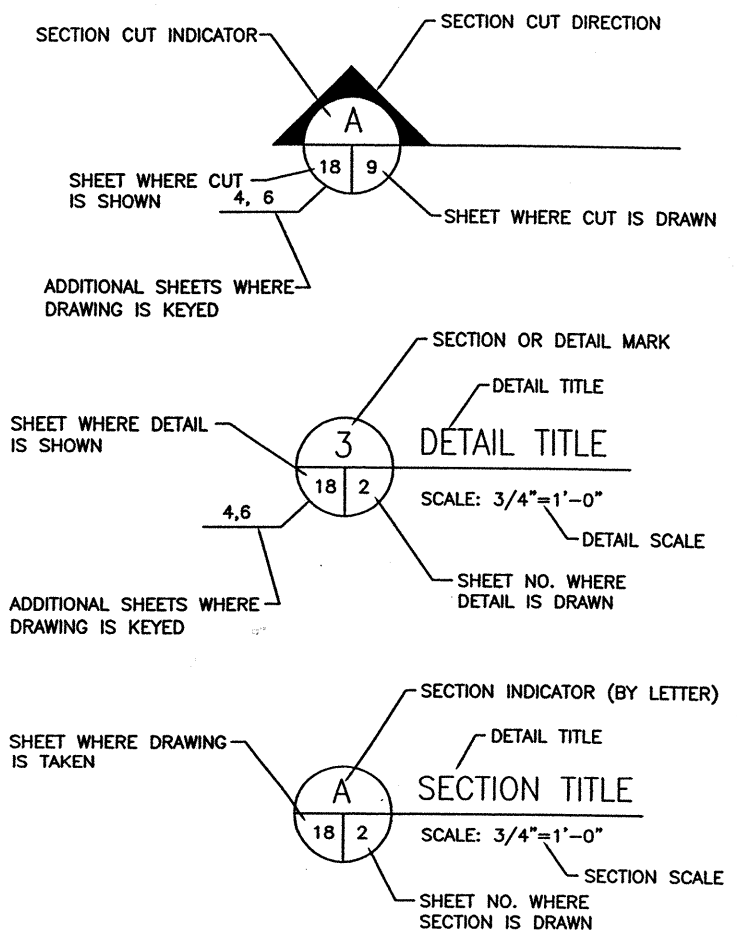 SECTION CUT INDICATOR
SECTION CUT DIRECTION
A
18 9
SHEET WHERE CUT
IS SHOWN
4, 6
SHEET WHERE CUT IS DRAWN
ADDITIONAL SHEETS WHERE
DRAWING IS KEYED
SECTION OR DETAIL MARK
DETAIL TITLE
SHEET WHERE DETAIL
IS SHOWN
3
DETAIL TITLE
18 2
SCALE: 3/4"=1'-0"
4,6
DETAIL SCALE
SHEET NO. WHERE
DETAIL IS DRAWN
ADDITIONAL SHEETS WHERE
DRAWING IS KEYED
SECTION INDICATOR (BY LETTER)
DETAIL TITLE
SHEET WHERE DRAWING
IS TAKEN
A
SECTION TITLE
18 2
SCALE: 3/4"=1'-0"
SECTION SCALE
SHEET NO. WHERE
SECTION IS DRAWN